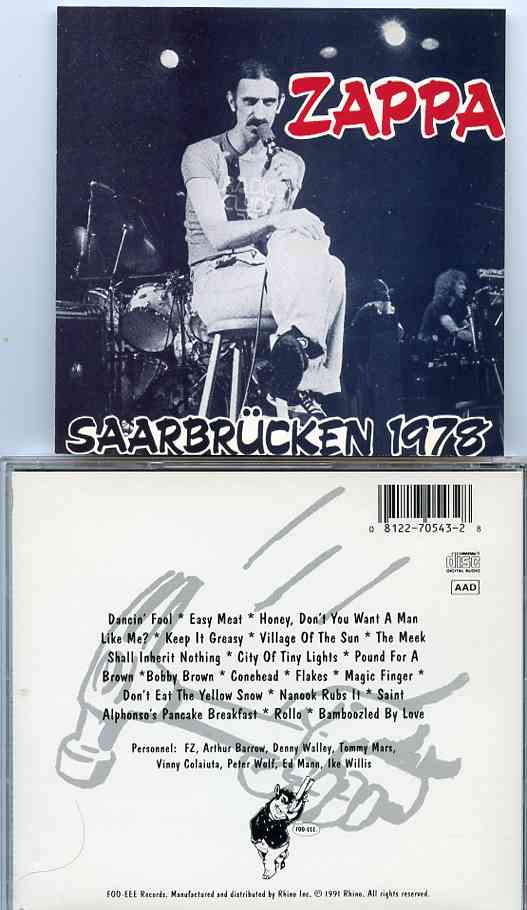 ZAPPA
SAARBRÜCKEN 1978
0 8122-70543-2 8
COMPACT
disc
DIGITAL AUDIO
AAD
Dancin' Fool * Easy Meat * Honey, Don't You Want A Man
Like Me? * Keep It Greasy * Village Of The Sun * The Meek
Shall Inherit Nothing * City Of Tiny Lights * Pound For A
Brown *Bobby Brown * Conehead * Flakes * Magic Finger *
Don't Eat The Yellow Snow * Nanook Rubs It * Saint
Alphonso's Pancake Breakfast * Rollo * Bamboozled By Love
Personnel: FZ, Arthur Barrow, Denny Walley, Tommy Mars,
Vinny Colaiuta, Peter Wolf, Ed Mann, Ike Willis
FOO-EEE
FOO-EEE Records. Manufactured and distributed by Rhino Inc. ℗ 1991 Rhino. All rights reserved.